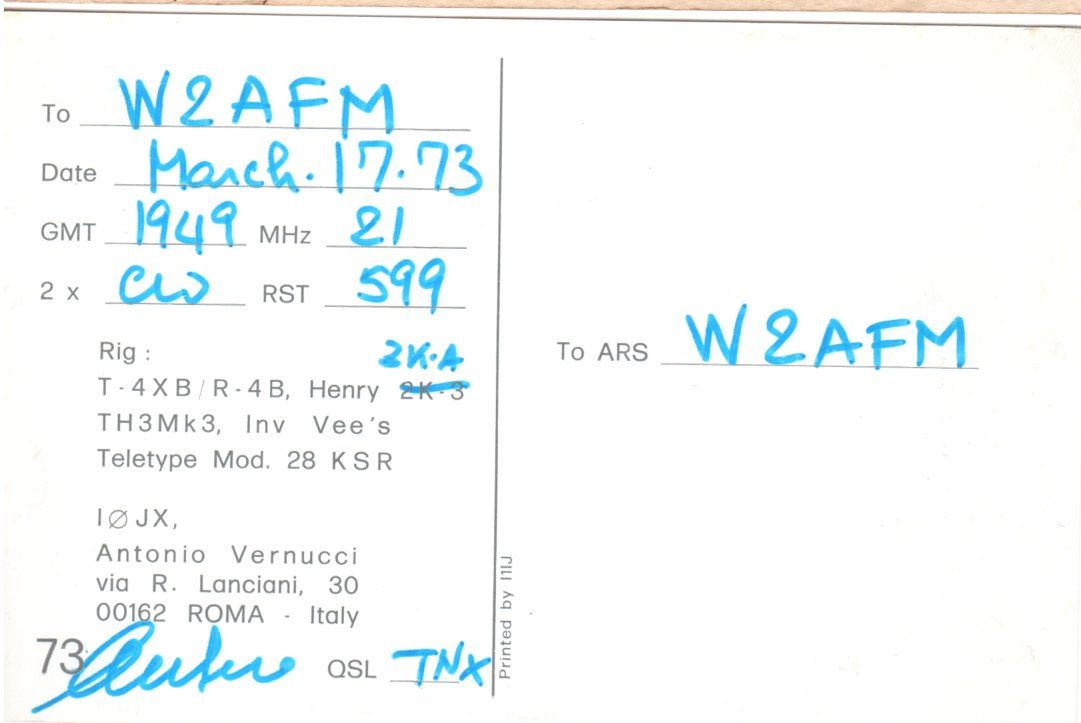 To W2AFM
Date March. 17. 73
GMT 1949 MHz 21
2 x CW RST 599
Rig :
2K-A
T-4XB/R-4B, Henry 2K-3
TH3Mk3, Inv Vee's
Teletype Mod. 28 KSR
IØJX,
Antonio Vernucci
via R. Lanciani, 30
00162 ROMA - Italy
73 QSL TNX
Printed by I1IJ
To ARS W2AFM